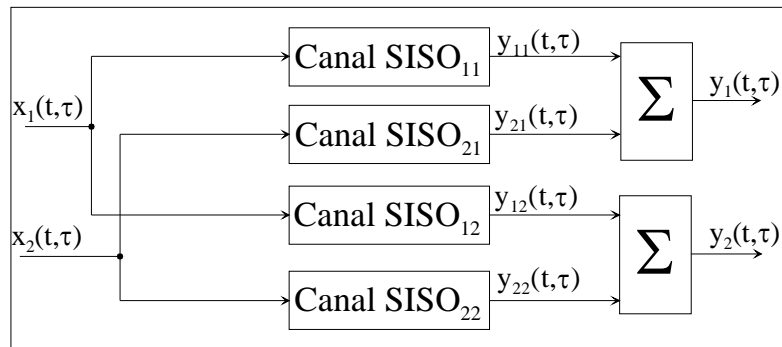 x₁(t,τ)
x₂(t,τ)
Canal SISO₁₁
Canal SISO₂₁
Canal SISO₁₂
Canal SISO₂₂
y₁₁(t,τ)
y₂₁(t,τ)
y₁₂(t,τ)
y₂₂(t,τ)
Σ
Σ
y₁(t,τ)
y₂(t,τ)